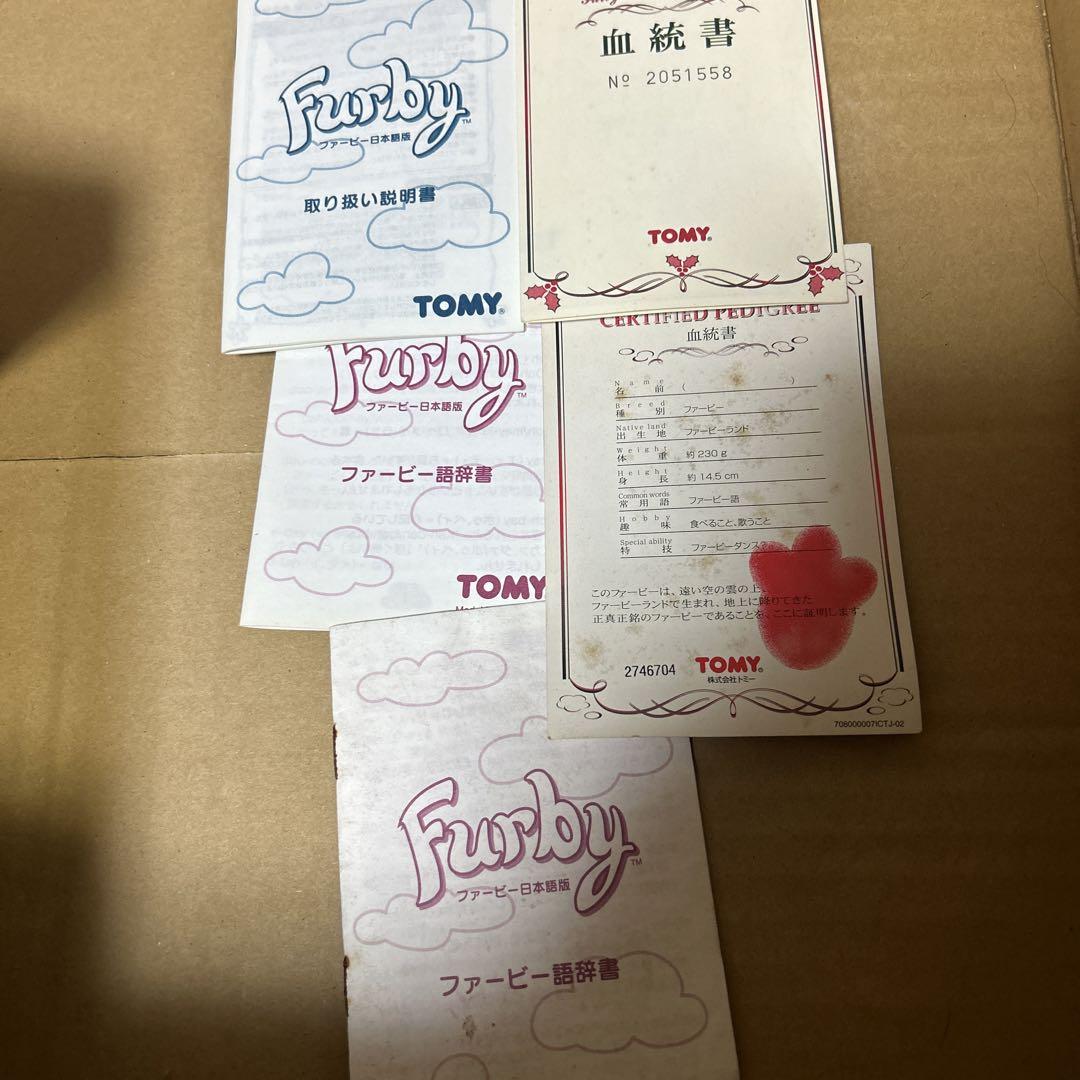 Furby™
ファービー日本語版
取り扱い説明書
TOMY®
血統書
№ 2051558
TOMY®
Furby™
ファービー日本語版
ファービー語辞書
TOMY
CERTIFIED PEDIGREE
血統書
Name
名前 ( )
Breed
種別 ファービー
Native land
出生地 ファービーランド
Weight
体重 約230g
Height
身長 約14.5cm
Common words
常用語 ファービー語
Hobby
趣味 食べること、歌うこと
Special ability
特技 ファービーダンス?
このファービーは、遠い空の雲の上、
ファービーランドで生まれ、地上に降りてきた
正真正銘のファービーであることを、ここに証明します。
2746704 TOMY®
株式会社トミー
708000007ICTJ-02
Furby™
ファービー日本語版
ファービー語辞書